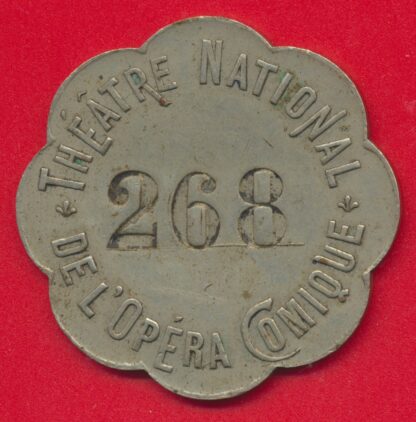 THÉATRE NATIONAL
268
DE L'OPÉRA COMIQUE